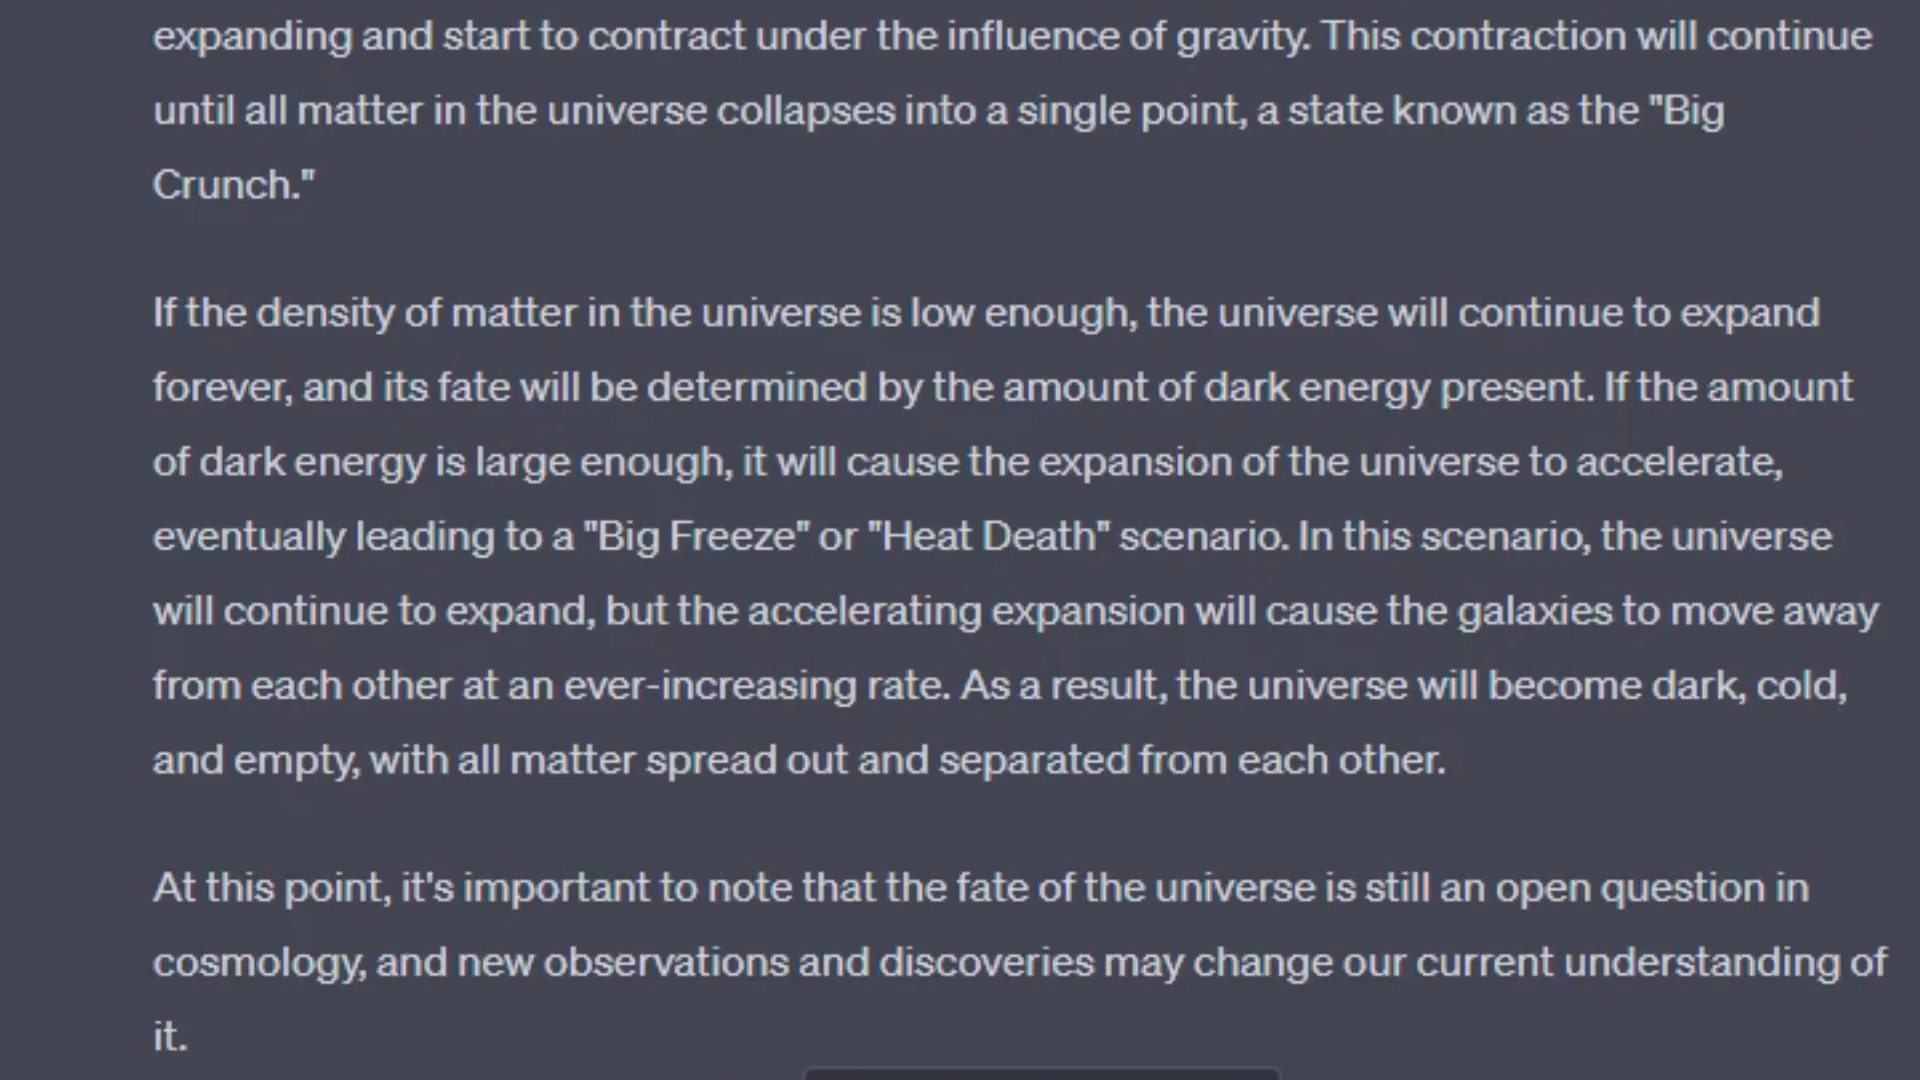 expanding and start to contract under the influence of gravity. This contraction will continue
until all matter in the universe collapses into a single point, a state known as the "Big
Crunch."
If the density of matter in the universe is low enough, the universe will continue to expand
forever, and its fate will be determined by the amount of dark energy present. If the amount
of dark energy is large enough, it will cause the expansion of the universe to accelerate,
eventually leading to a "Big Freeze" or "Heat Death" scenario. In this scenario, the universe
will continue to expand, but the accelerating expansion will cause the galaxies to move away
from each other at an ever-increasing rate. As a result, the universe will become dark, cold,
and empty, with all matter spread out and separated from each other.
At this point, it's important to note that the fate of the universe is still an open question in
cosmology, and new observations and discoveries may change our current understanding of
it.